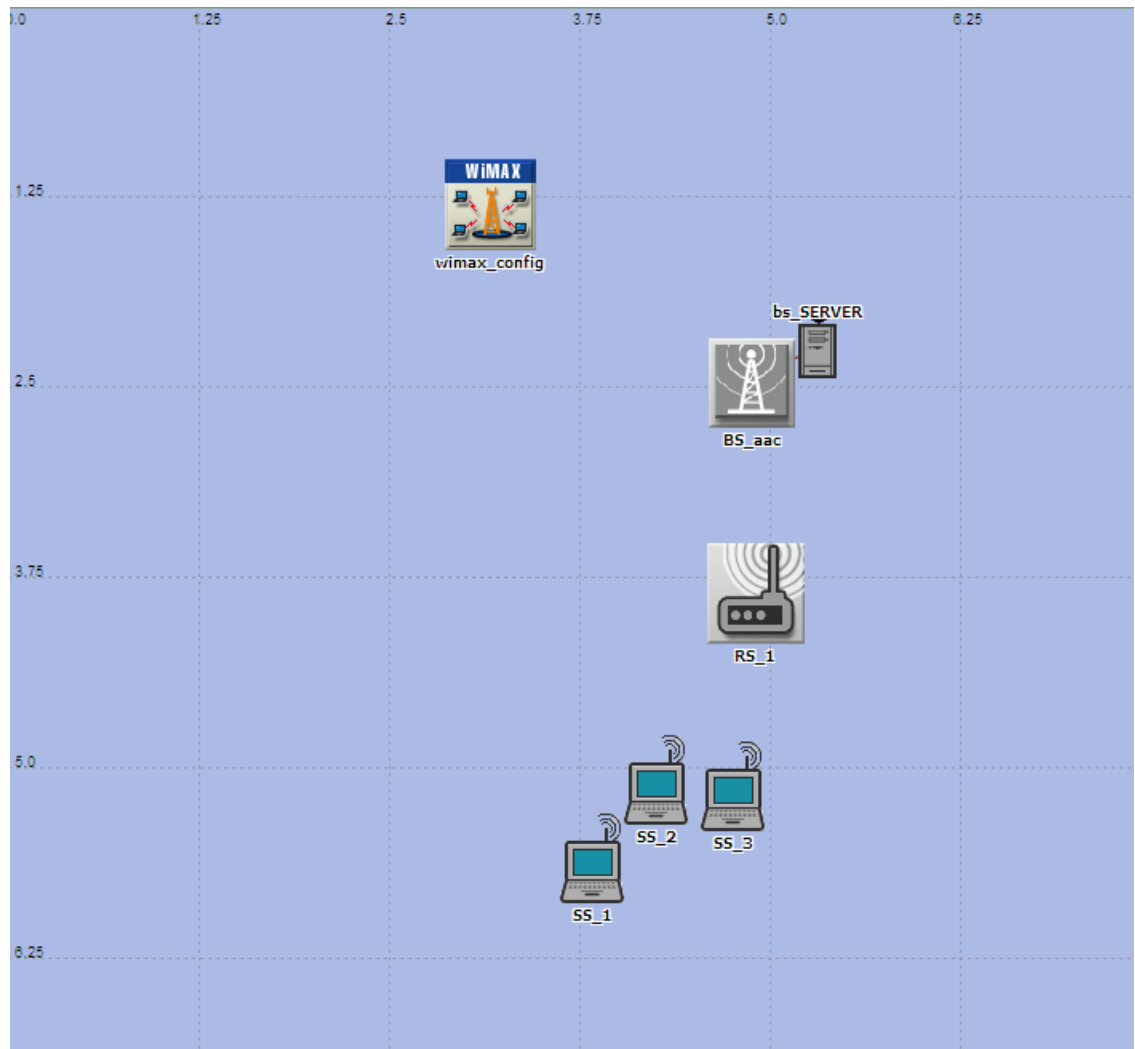 0.0 1.25 2.5 3.75 5.0 6.25
1.25
WiMAX
wimax_config
bs_SERVER
2.5
BS_aac
3.75
RS_1
5.0
SS_2
SS_3
SS_1
6.25